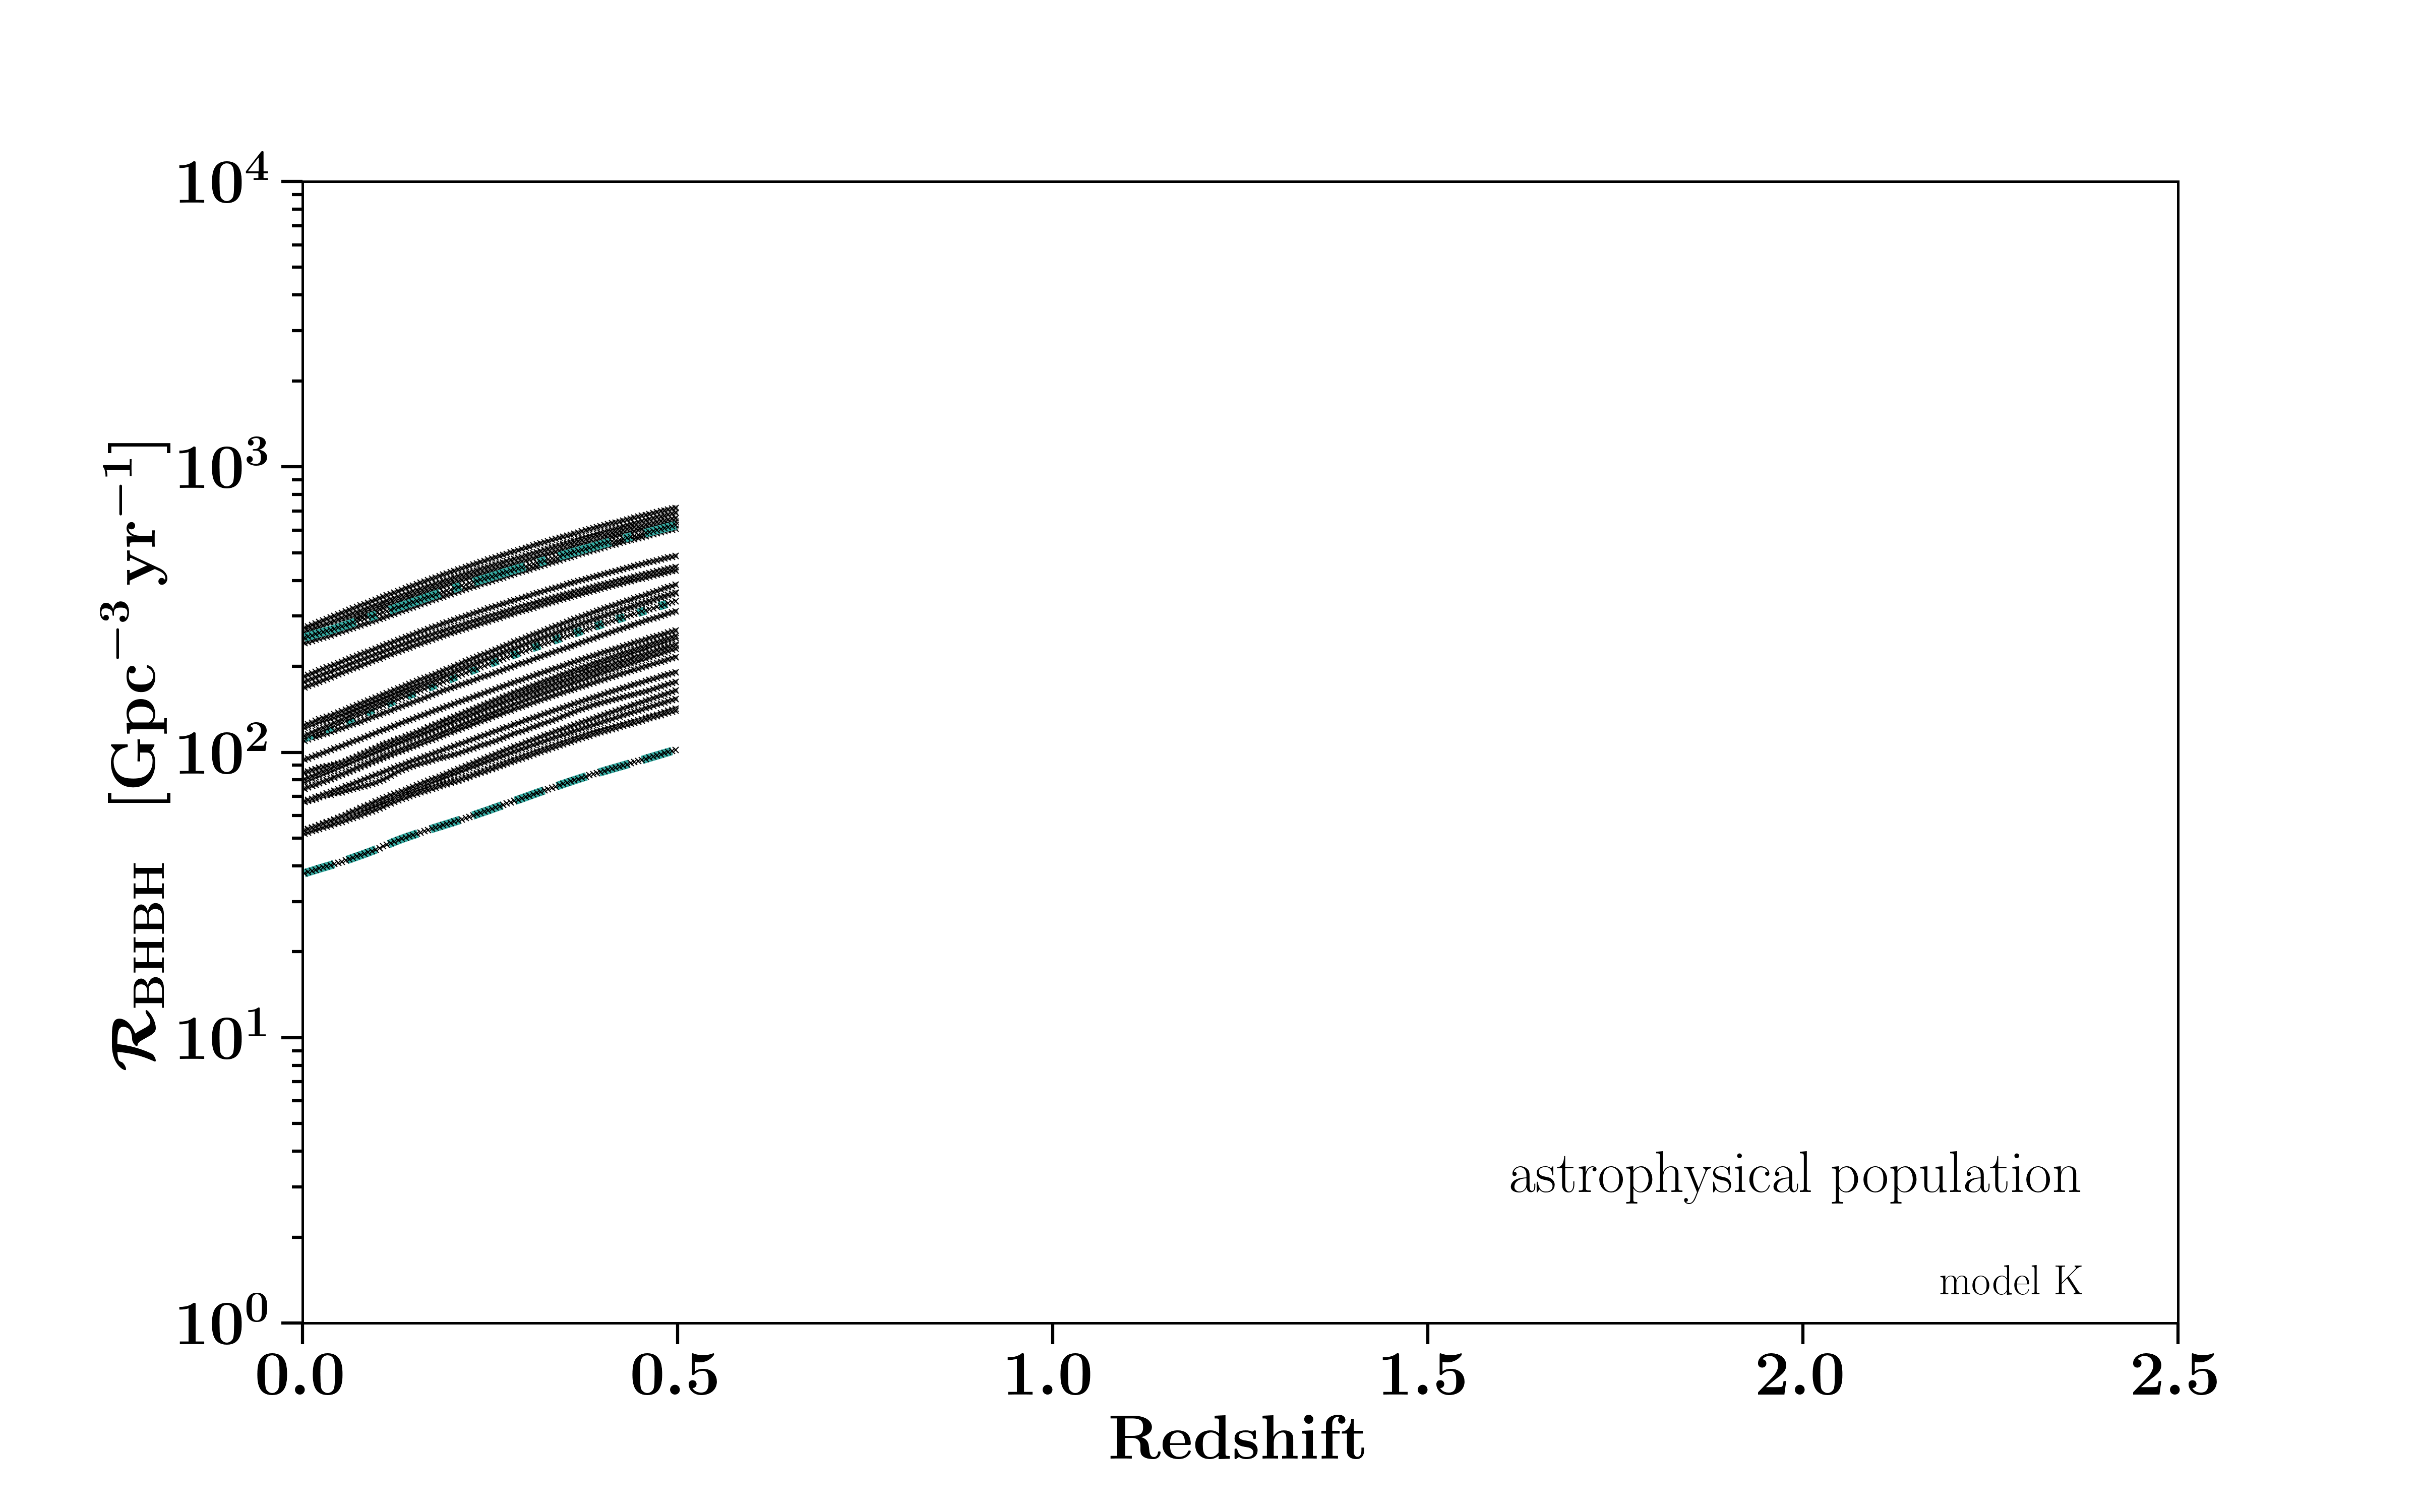 10^4
10^3
10^2
10^1
10^0
ℛ_BHBH [Gpc^−3 yr^−1]
astrophysical population
model K
0.0 0.5 1.0 1.5 2.0 2.5
Redshift